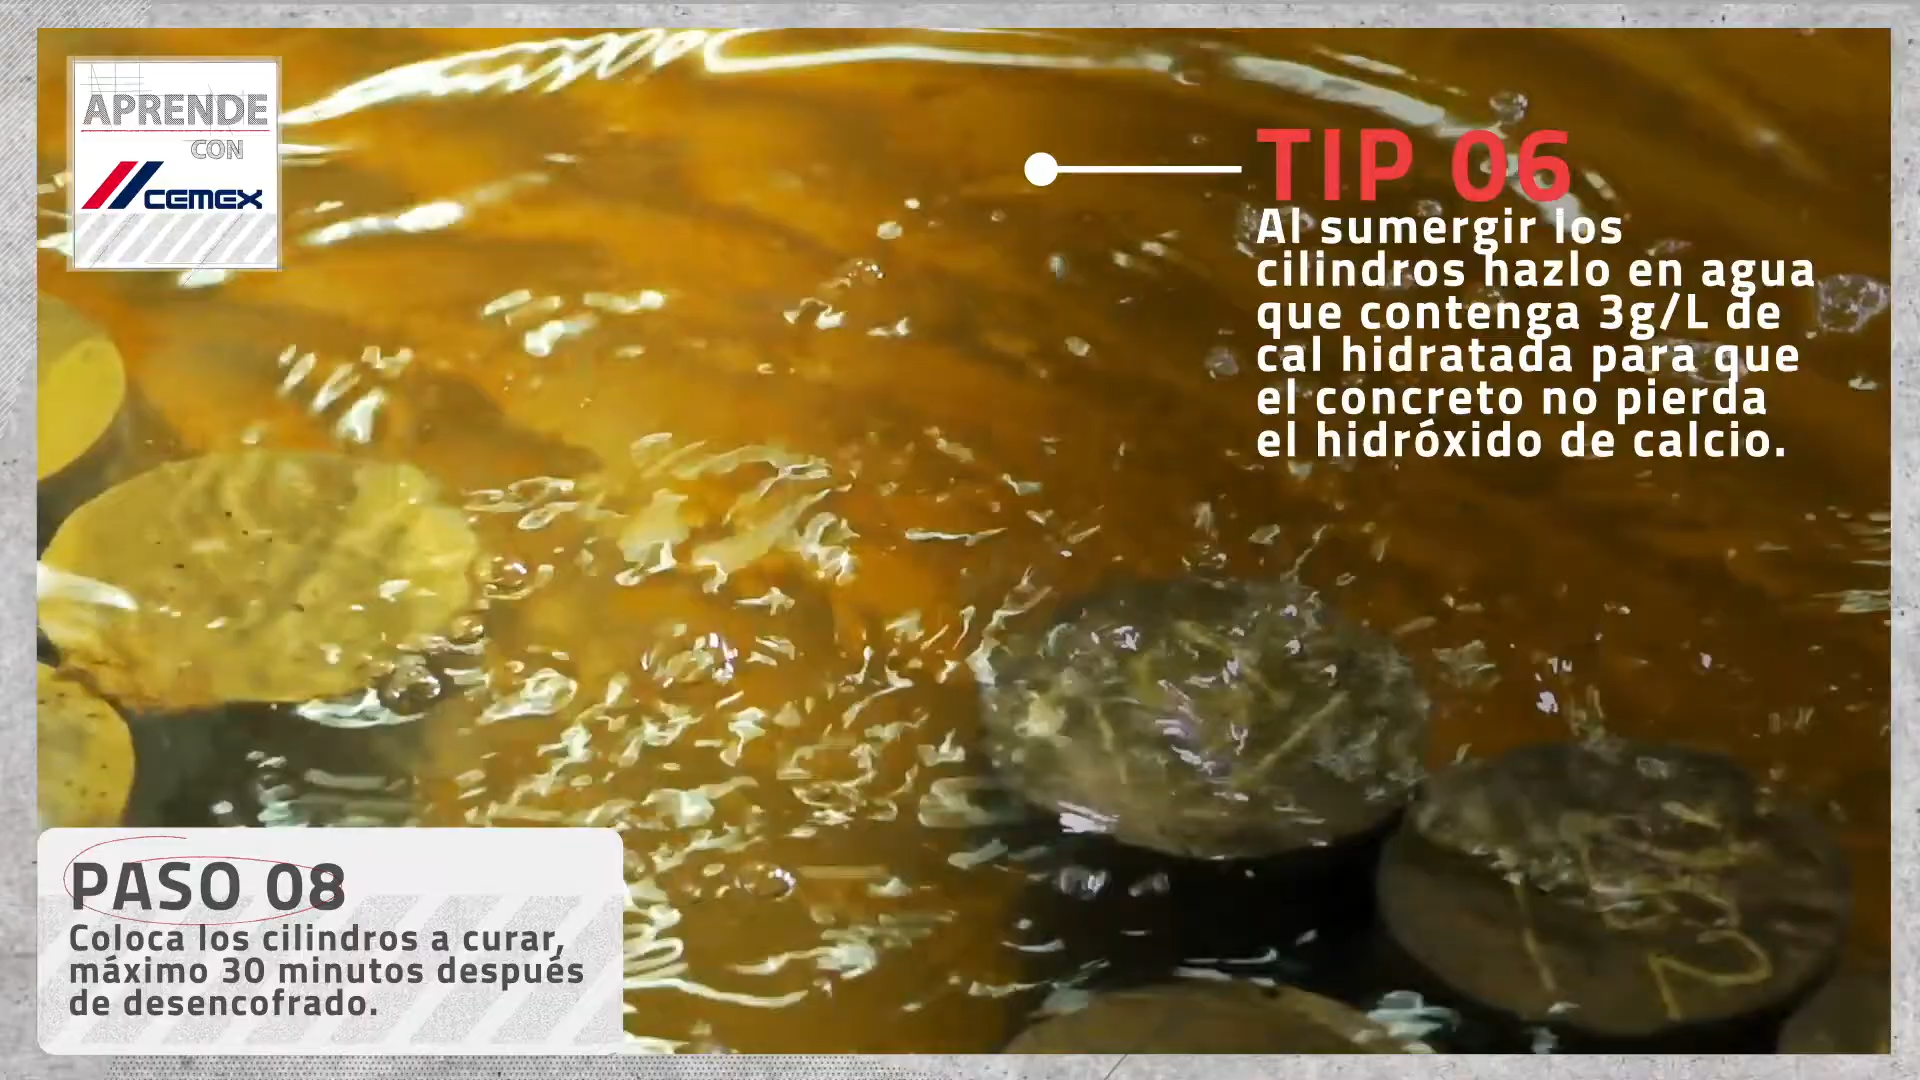 APRENDE
CON
CEMEX
TIP 06
Al sumergir los
cilindros hazlo en agua
que contenga 3g/L de
cal hidratada para que
el concreto no pierda
el hidróxido de calcio.
PASO 08
Coloca los cilindros a curar,
máximo 30 minutos después
de desencofrado.